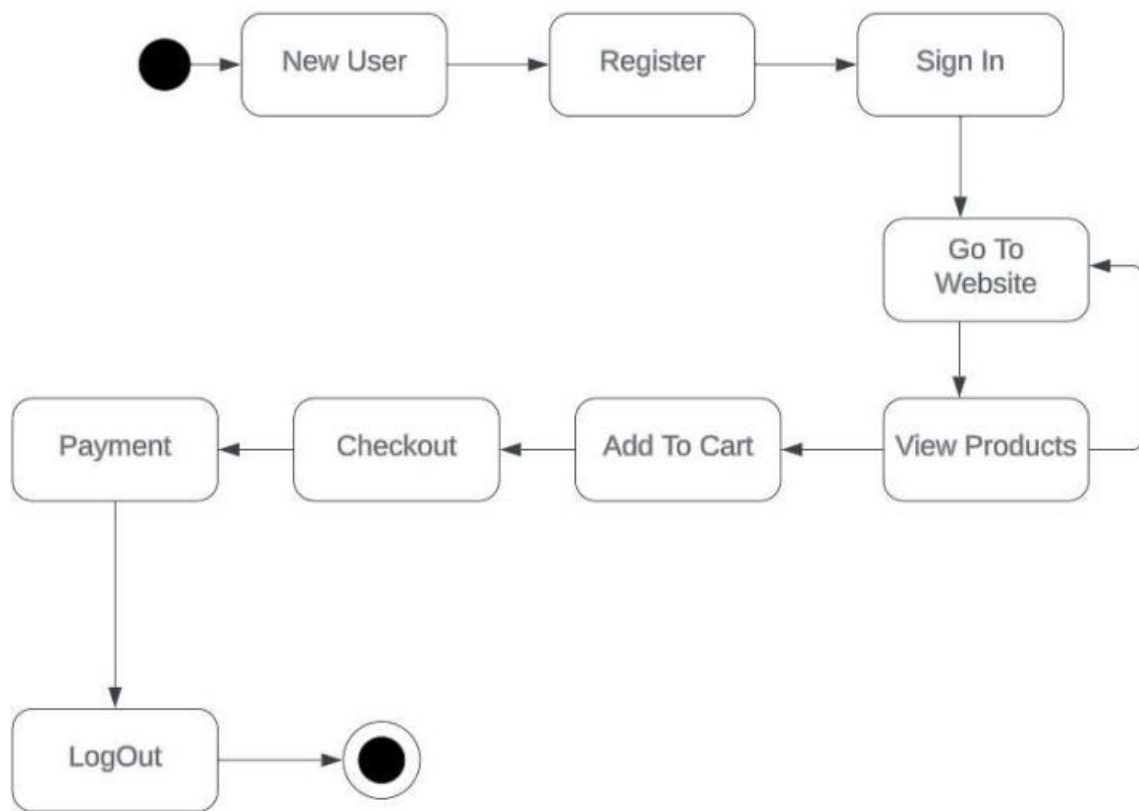 New User
Register
Sign In
Go To
Website
Payment
Checkout
Add To Cart
View Products
LogOut